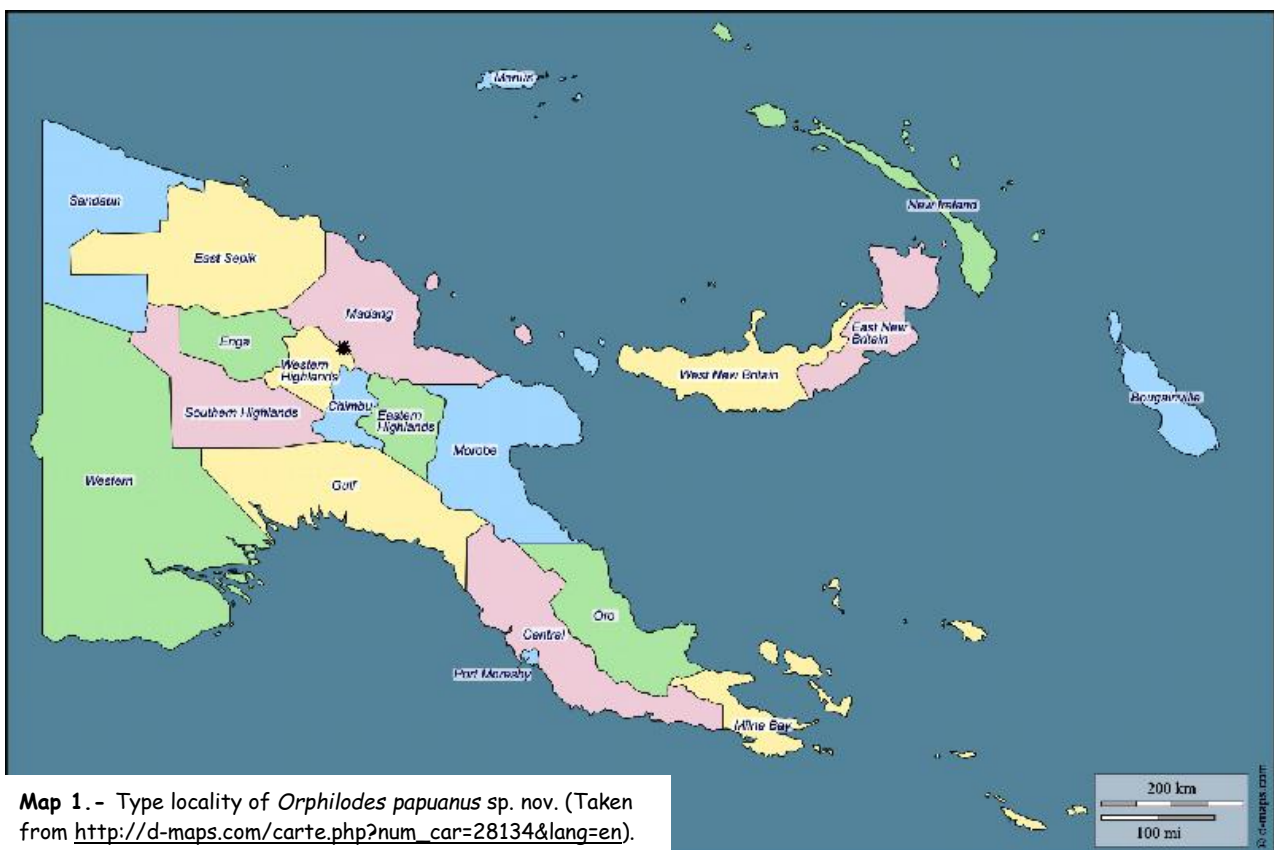 Manus
Sandaun
New Ireland
East Sepik
Madang
East New
Britain
Enga
Western
Highlands
West New Britain
Bougainville
Southern Highlands
Chimbu
Eastern
Highlands
Morobe
Western
Gulf
Oro
Central
Port Moresby
Milne Bay
Map 1.- Type locality of Orphilodes papuanus sp. nov. (Taken
from http://d-maps.com/carte.php?num_car=28134&lang=en).
200 km
100 mi
© d-maps.com